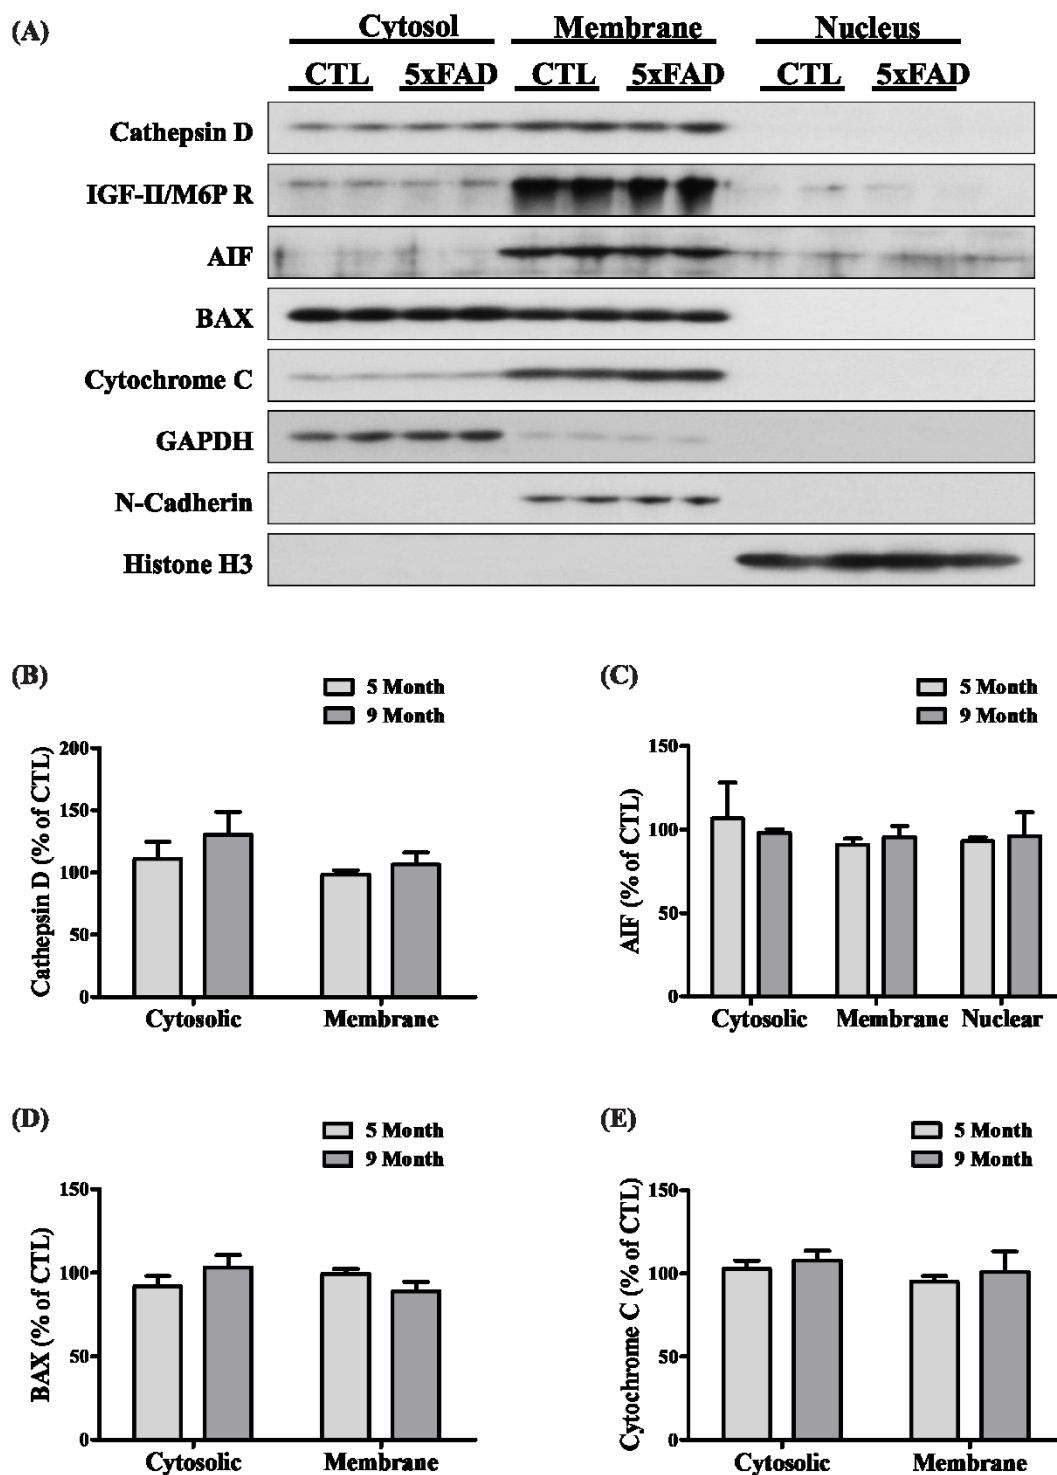 (A)
Cytosol Membrane Nucleus
CTL 5xFAD CTL 5xFAD CTL 5xFAD
Cathepsin D
IGF-II/M6P R
AIF
BAX
Cytochrome C
GAPDH
N-Cadherin
Histone H3
(B)
5 Month
9 Month
Cathepsin D (% of CTL)
200
150
100
50
0
Cytosolic Membrane
(C)
5 Month
9 Month
AIF (% of CTL)
150
100
50
0
Cytosolic Membrane Nuclear
(D)
5 Month
9 Month
BAX (% of CTL)
150
100
50
0
Cytosolic Membrane
(E)
5 Month
9 Month
Cytochrome C (% of CTL)
150
100
50
0
Cytosolic Membrane